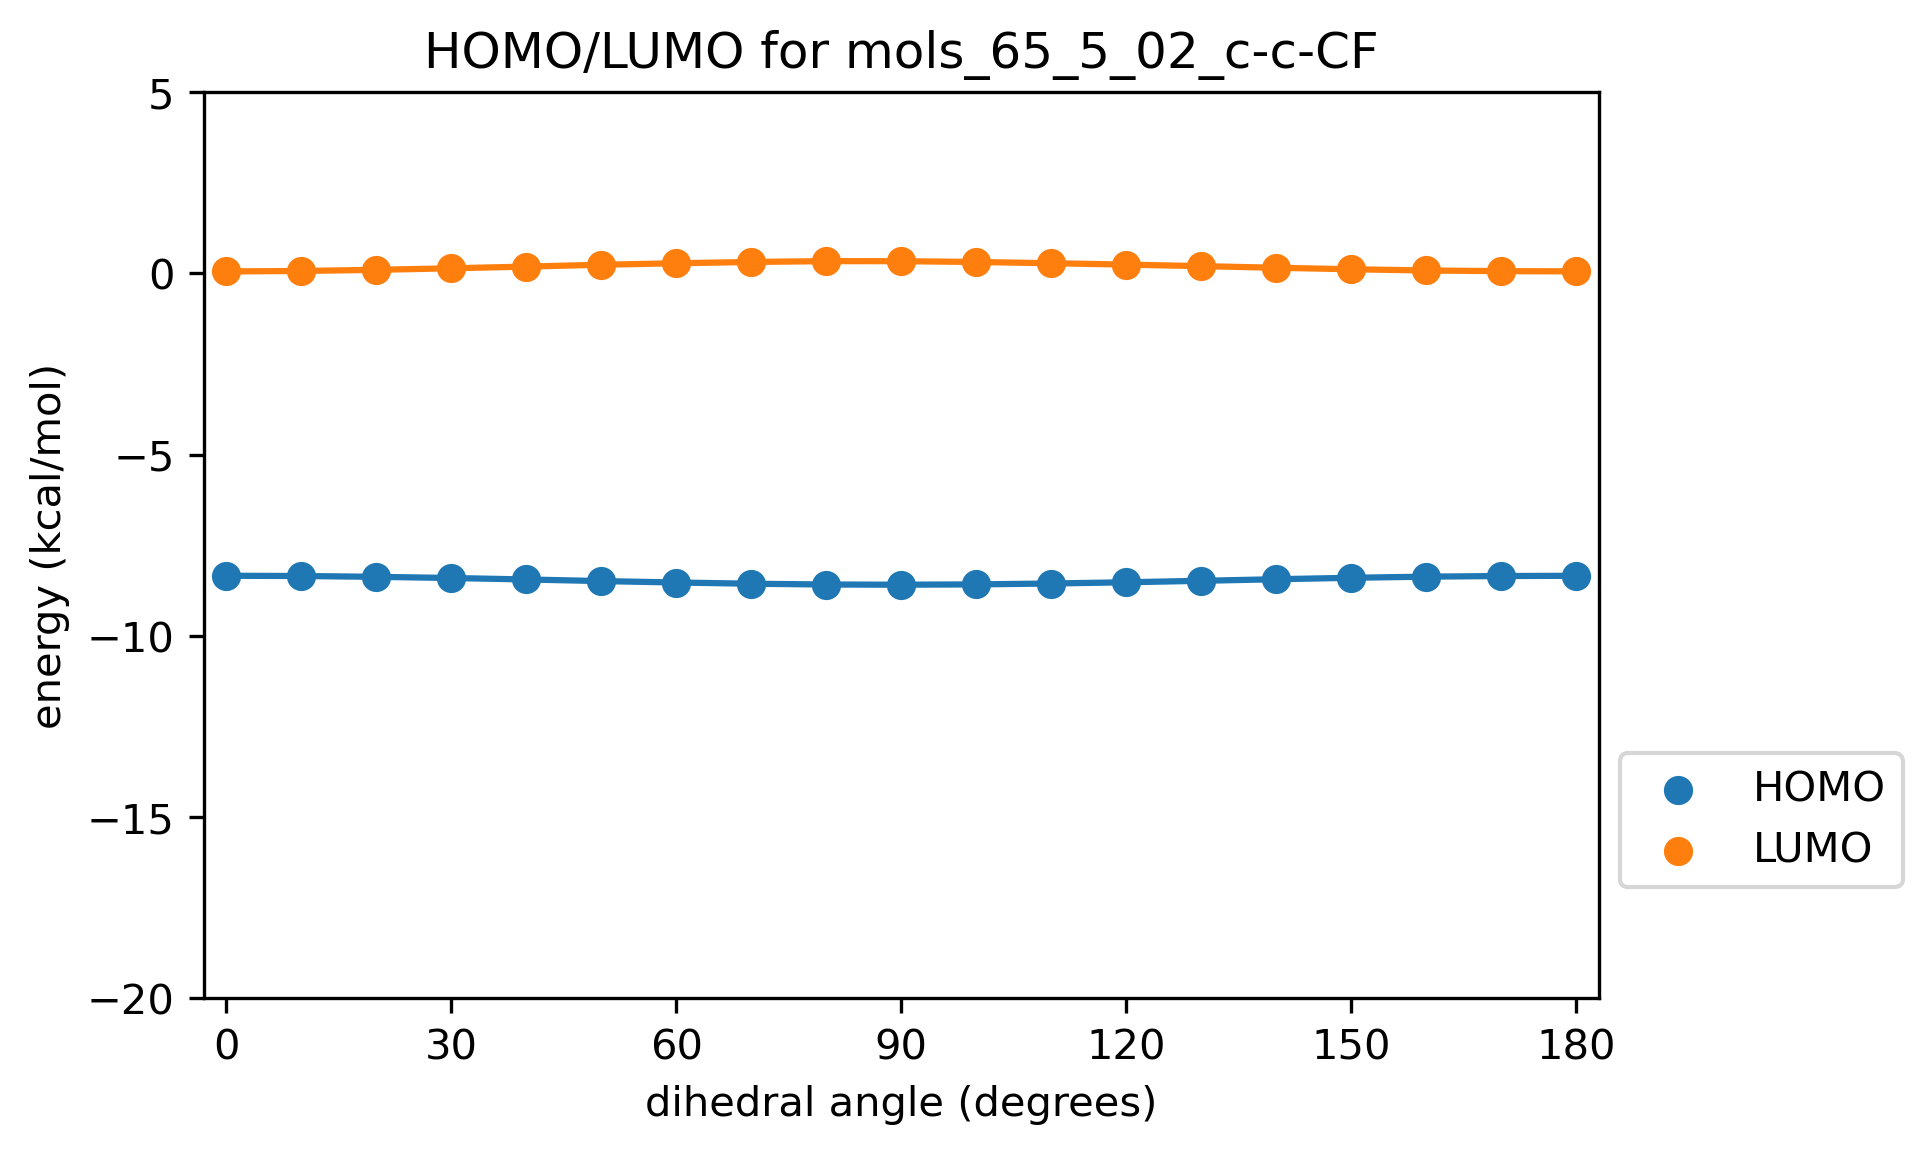 HOMO/LUMO for mols_65_5_02_c-c-CF
5
0
−5
−10
−15
−20
energy (kcal/mol)
0 30 60 90 120 150 180
dihedral angle (degrees)
HOMO
LUMO